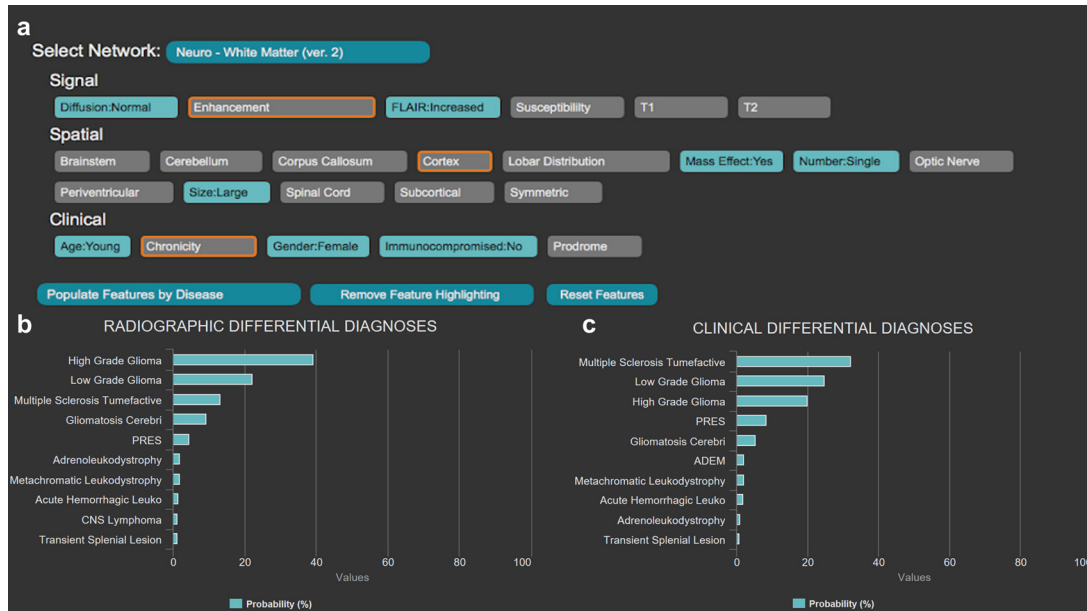 a
Select Network: Neuro - White Matter (ver. 2)
Signal
Diffusion:Normal Enhancement FLAIR:Increased Susceptibililty T1 T2
Spatial
Brainstem Cerebellum Corpus Callosum Cortex Lobar Distribution Mass Effect:Yes Number:Single Optic Nerve
Periventricular Size:Large Spinal Cord Subcortical Symmetric
Clinical
Age:Young Chronicity Gender:Female Immunocompromised:No Prodrome
Populate Features by Disease Remove Feature Highlighting Reset Features
b
RADIOGRAPHIC DIFFERENTIAL DIAGNOSES
High Grade Glioma
Low Grade Glioma
Multiple Sclerosis Tumefactive
Gliomatosis Cerebri
PRES
Adrenoleukodystrophy
Metachromatic Leukodystrophy
Acute Hemorrhagic Leuko
CNS Lymphoma
Transient Splenial Lesion
0 20 40 60 80 100
Values
Probability (%)
c
CLINICAL DIFFERENTIAL DIAGNOSES
Multiple Sclerosis Tumefactive
Low Grade Glioma
High Grade Glioma
PRES
Gliomatosis Cerebri
ADEM
Metachromatic Leukodystrophy
Acute Hemorrhagic Leuko
Adrenoleukodystrophy
Transient Splenial Lesion
0 20 40 60 80 100
Values
Probability (%)